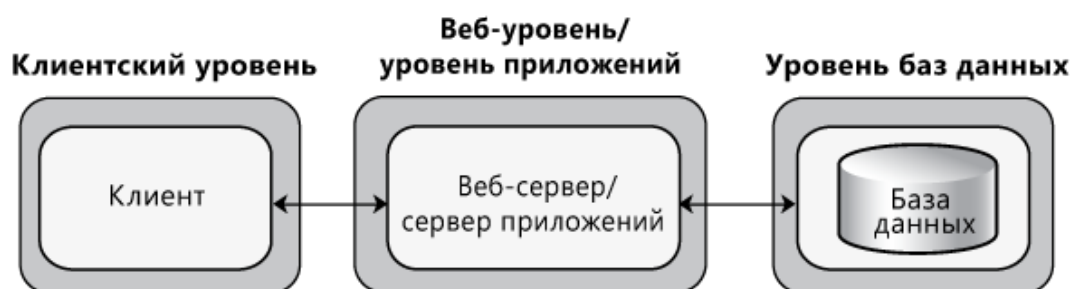 Клиентский уровень
Веб-уровень/
уровень приложений
Уровень баз данных
Клиент
Веб-сервер/
сервер приложений
База
данных